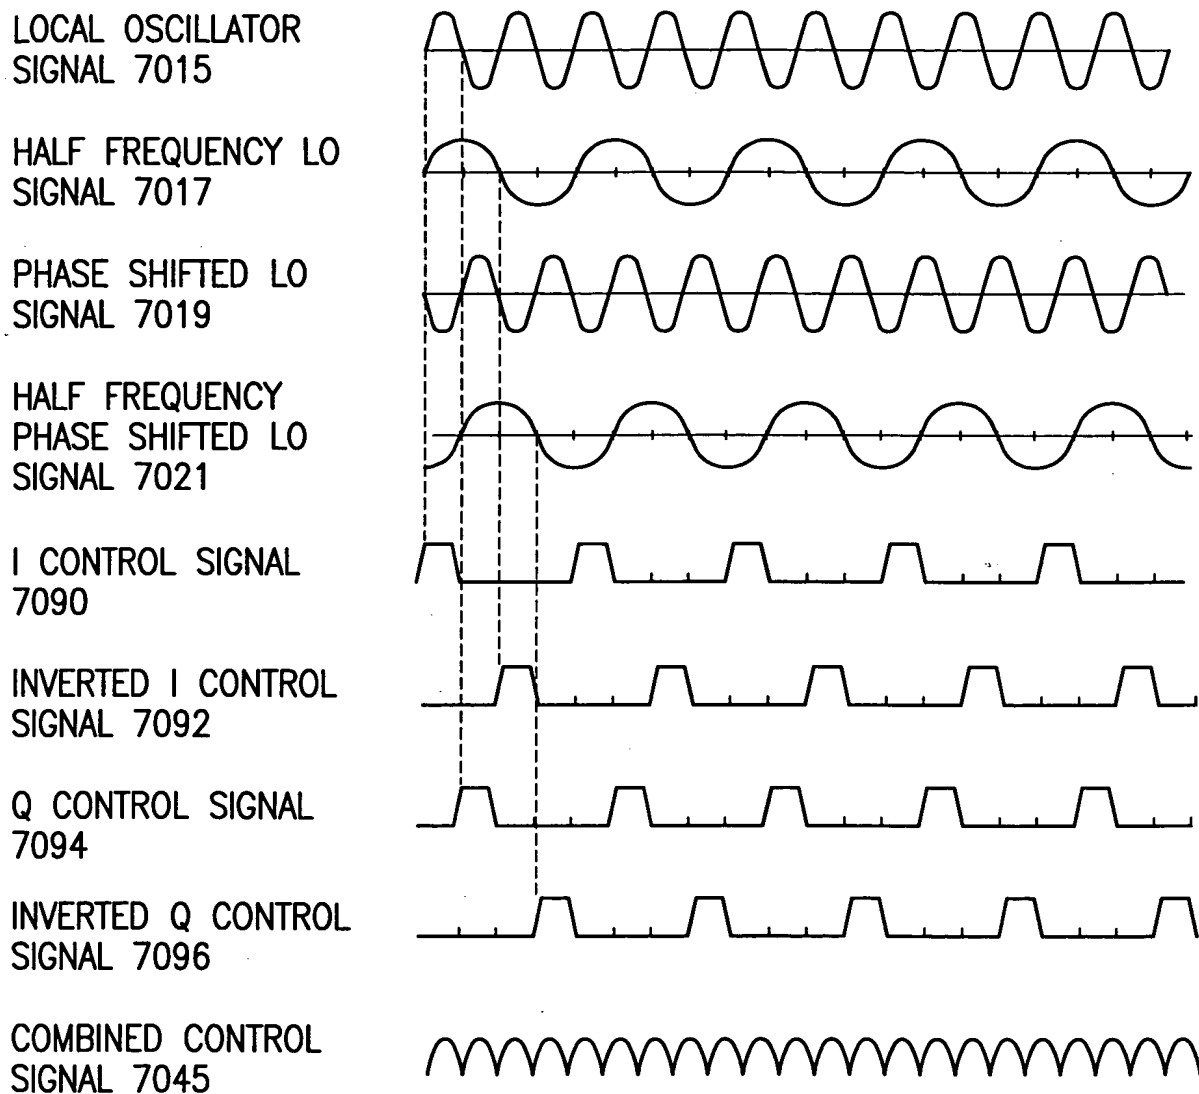 LOCAL OSCILLATOR
SIGNAL 7015
HALF FREQUENCY LO
SIGNAL 7017
PHASE SHIFTED LO
SIGNAL 7019
HALF FREQUENCY
PHASE SHIFTED LO
SIGNAL 7021
I CONTROL SIGNAL
7090
INVERTED I CONTROL
SIGNAL 7092
Q CONTROL SIGNAL
7094
INVERTED Q CONTROL
SIGNAL 7096
COMBINED CONTROL
SIGNAL 7045